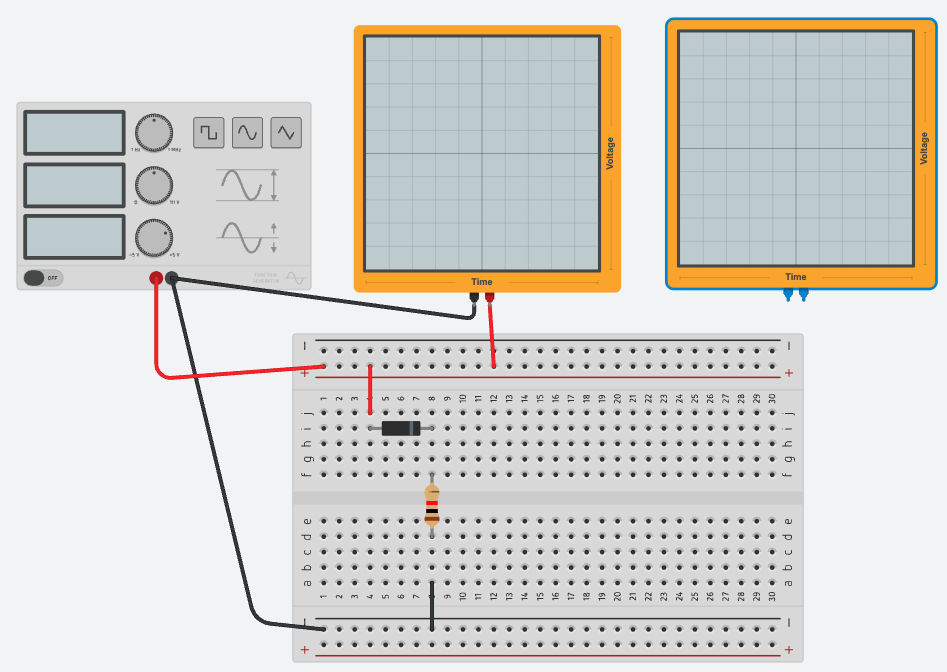 Voltage
Time
Voltage
Time
1 Hz
1 MHz
0
10 V
-5 V
+5 V
OFF
FUNCTION
GENERATOR
− −
+ +
1 2 3 4 5 6 7 8 9 10 11 12 13 14 15 16 17 18 19 20 21 22 23 24 25 26 27 28 29 30
j j
i i
h h
g g
f f
e e
d d
c c
b b
a a
1 2 3 4 5 6 7 8 9 10 11 12 13 14 15 16 17 18 19 20 21 22 23 24 25 26 27 28 29 30
− −
+ +